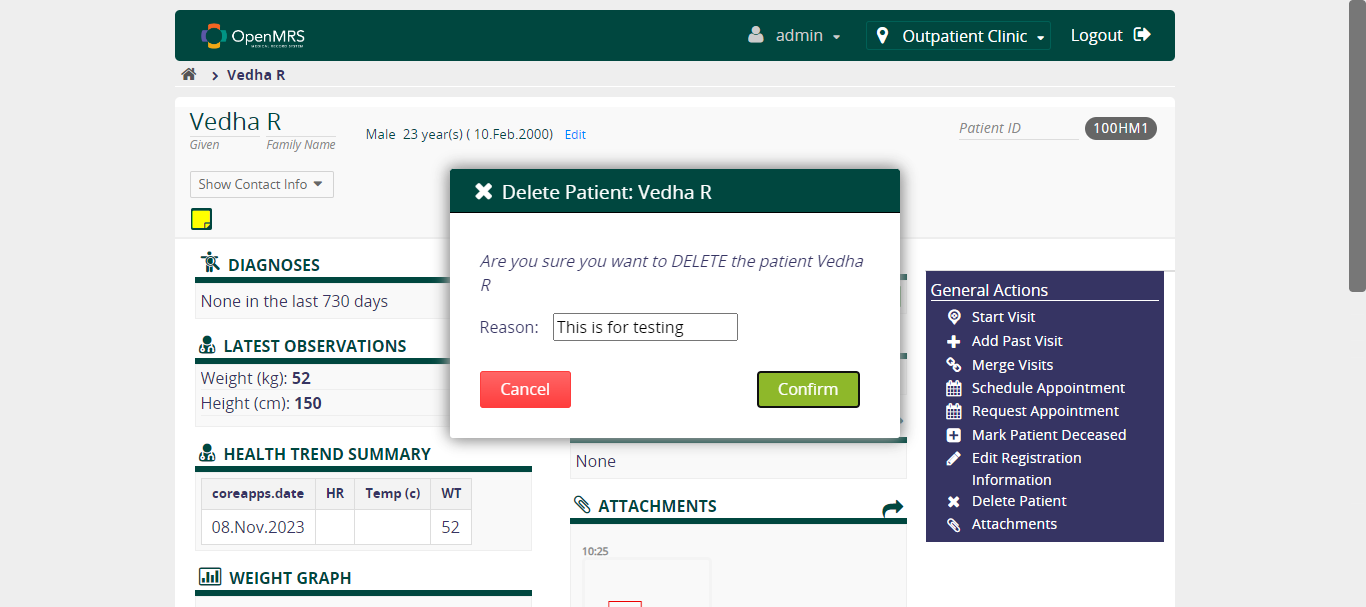 OpenMRS
MEDICAL RECORD SYSTEM
admin
Outpatient Clinic
Logout
Vedha R
Vedha R
Given Family Name
Male 23 year(s) ( 10.Feb.2000) Edit
Patient ID 100HM1
Show Contact Info
Delete Patient: Vedha R
Are you sure you want to DELETE the patient Vedha
R
Reason: This is for testing
Cancel Confirm
DIAGNOSES
None in the last 730 days
LATEST OBSERVATIONS
Weight (kg): 52
Height (cm): 150
HEALTH TREND SUMMARY
coreapps.date HR Temp (c) WT
08.Nov.2023 52
WEIGHT GRAPH
None
ATTACHMENTS
10:25
General Actions
Start Visit
Add Past Visit
Merge Visits
Schedule Appointment
Request Appointment
Mark Patient Deceased
Edit Registration
Information
Delete Patient
Attachments